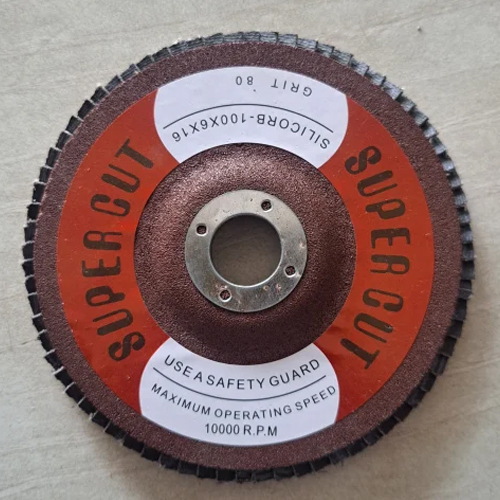 GRIT 80
SILICORB-100X6X16
SUPER CUT
SUPER CUT
USE A SAFETY GUARD
MAXIMUM OPERATING SPEED
10000 R.P.M